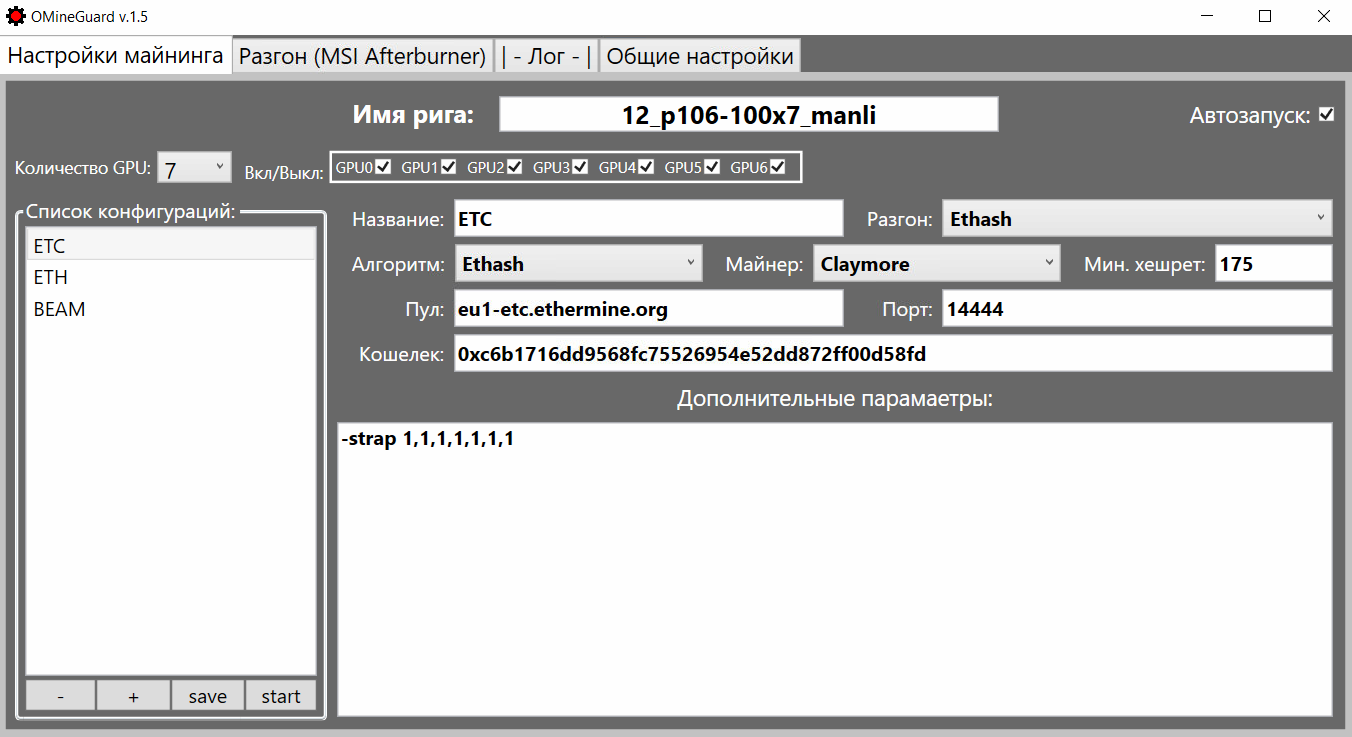 OMineGuard v.1.5
Настройки майнинга Разгон (MSI Afterburner) | - Лог - | Общие настройки
Имя рига: 12_p106-100x7_manli Автозапуск:
Количество GPU: 7 Вкл/Выкл: GPU0 GPU1 GPU2 GPU3 GPU4 GPU5 GPU6
Список конфигураций:
ETC
ETH
BEAM
- + save start
Название: ETC Разгон: Ethash
Алгоритм: Ethash Майнер: Claymore Мин. хешрет: 175
Пул: eu1-etc.ethermine.org Порт: 14444
Кошелек: 0xc6b1716dd9568fc75526954e52dd872ff00d58fd
Дополнительные парамаетры:
-strap 1,1,1,1,1,1,1